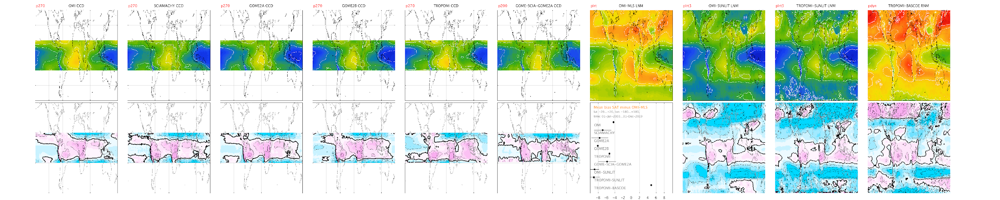 p270 OMI CCD
p270 SCIAMACHY CCD
p270 GOME2A CCD
p270 GOME2B CCD
p270 TROPOMI CCD
p200 GOME-SCIA-GOME2A CCD
plrt OMI-MLS LNM
plrt3 OMI-SUNLIT LNM
plrt3 TROPOMI-SUNLIT LNM
pdyn TROPOMI-BASCOE RNM
Mean bias SAT minus OMI-MLS
lat: -20...+20, lon: -180...+180,
time: 01-Jan-2003...31-Dec-2019
OMI
SCIAMACHY
GOME2A
GOME2B
TROPOMI
GOME-SCIA-GOME2A
OMI-SUNLIT
TROPOMI-SUNLIT
TROPOMI-BASCOE
-8 -6 -4 -2 0 2 4 6 8